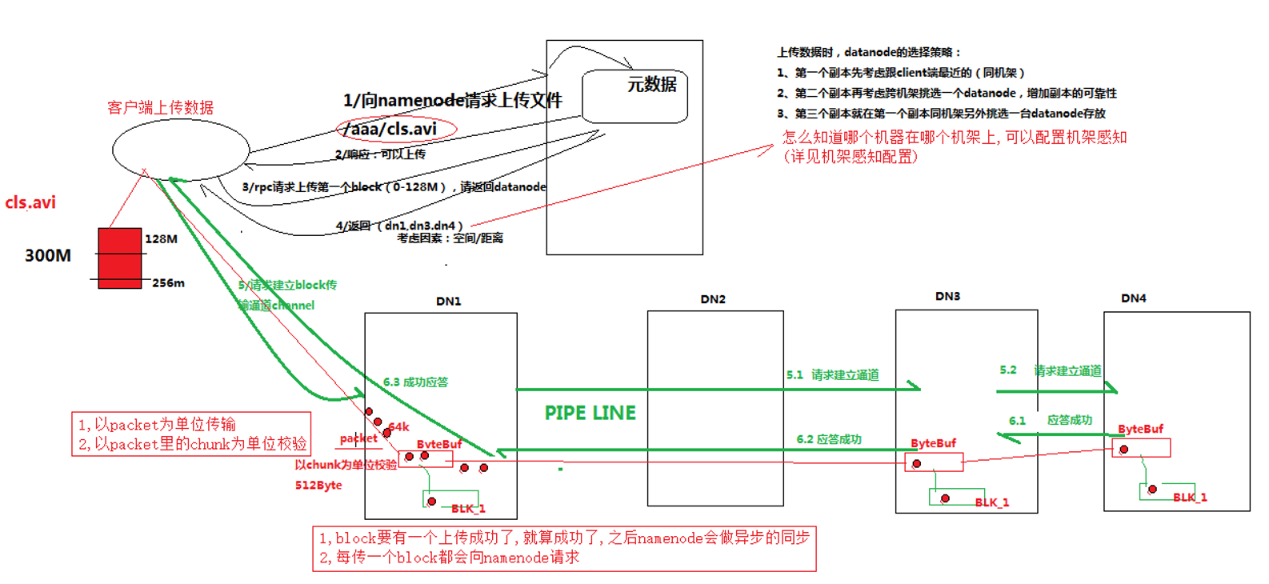 上传数据时，datanode的选择策略：
1、第一个副本先考虑跟client端最近的（同机架）
2、第二个副本再考虑跨机架挑选一个datanode，增加副本的可靠性
3、第三个副本就在第一个副本同机架另外挑选一台datanode存放
怎么知道哪个机器在哪个机架上,可以配置机架感知
(详见机架感知配置)
元数据
客户端上传数据
1/向namenode请求上传文件
/aaa/cls.avi
2/响应：可以上传
3/rpc请求上传第一个block（0-128M），请返回datanode
4/返回（dn1,dn3.dn4）
考虑因素：空间/距离
cls.avi
300M
128M
256m
5/请求建立block传
输通道channel
DN1
DN2
DN3
DN4
6.3 成功应答
5.1 请求建立通道
5.2 请求建立通道
PIPE LINE
6.1 应答成功
6.2 应答成功
1,以packet为单位传输
2,以packet里的chunk为单位校验
64k
packet
ByteBuf
ByteBuf
ByteBuf
以chunk为单位校验
512Byte
BLK_1
BLK_1
BLK_1
1,block要有一个上传成功了,就算成功了,之后namenode会做异步的同步
2,每传一个block都会向namenode请求